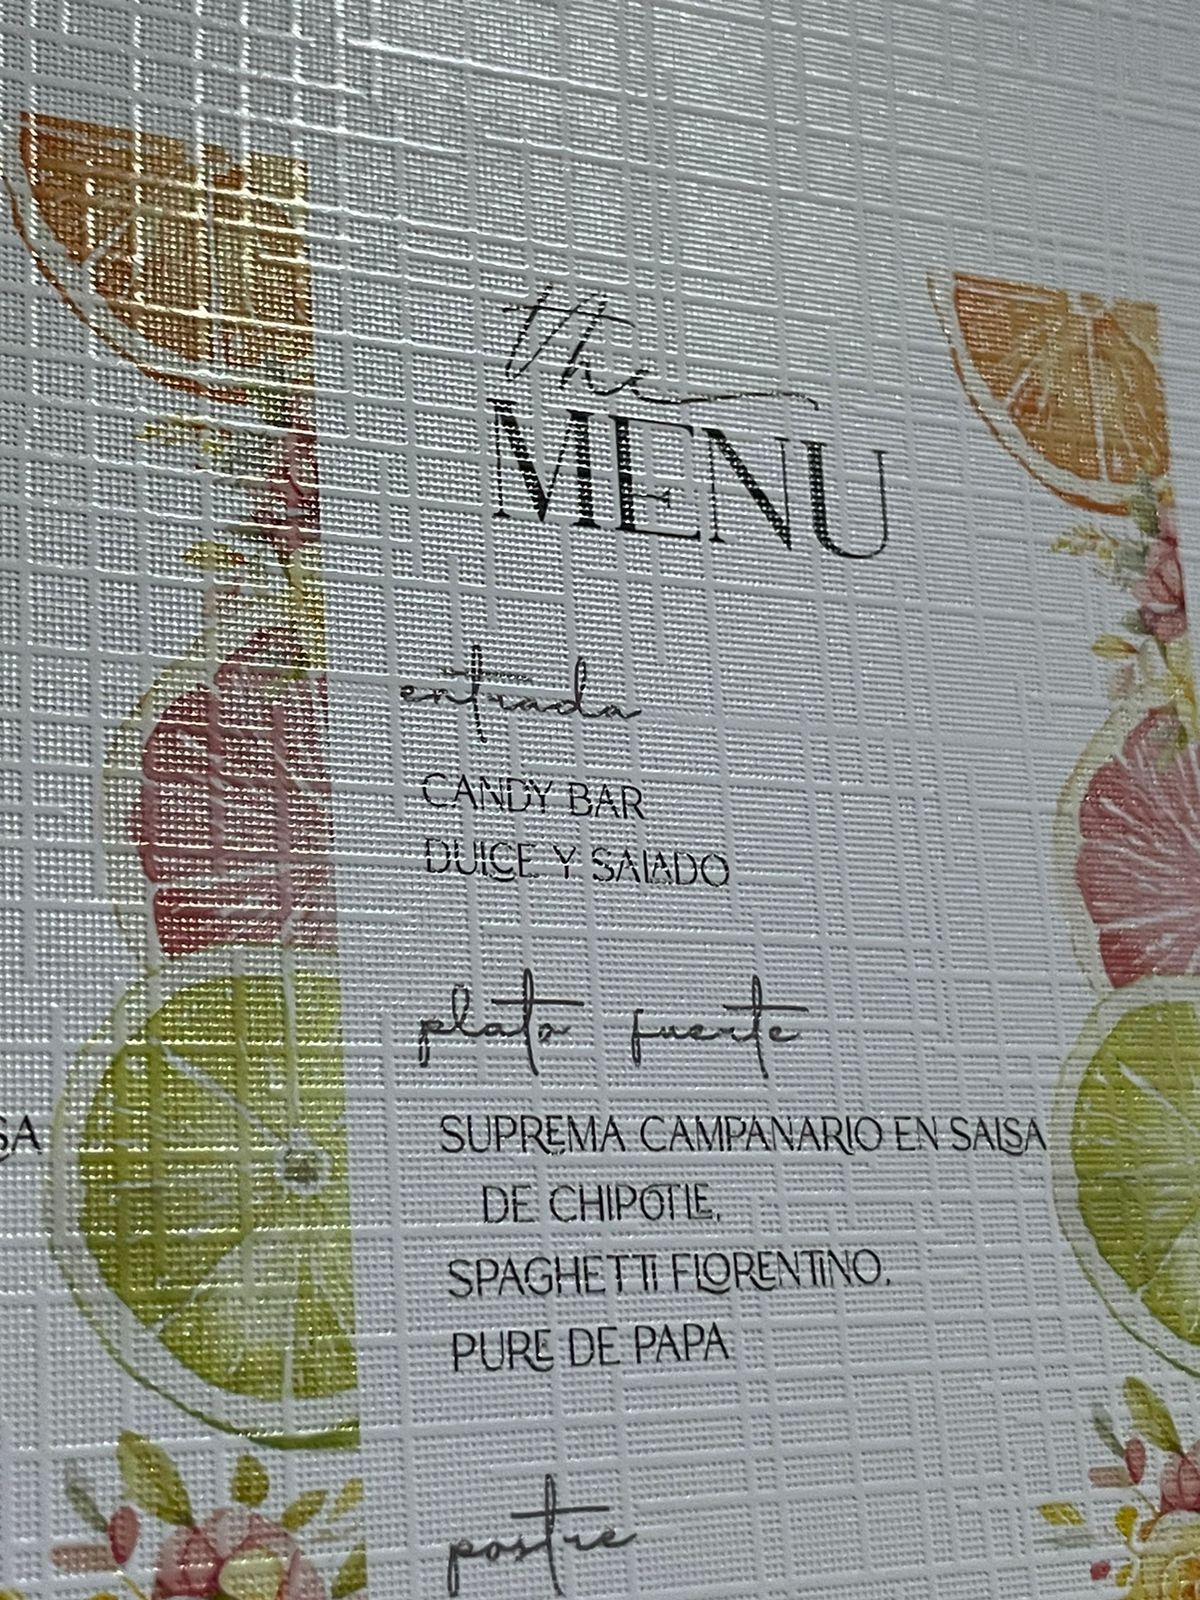 the
MENU
entrada
CANDY BAR
DULCE Y SALADO
plato fuerte
SA
SUPREMA CAMPANARIO EN SALSA
DE CHIPOTLE,
SPAGHETTI FLORENTINO,
PURE DE PAPA
postre